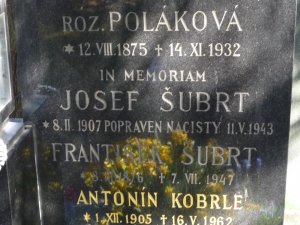 ROZ. POLÁKOVÁ
* 12. VIII. 1875 † 14. XI. 1932
IN MEMORIAM
JOSEF ŠUBRT
* 8. II. 1907 POPRAVEN NACISTY 11. V. 1943
FRANTIŠEK ŠUBRT
† 7. VII. 1947
ANTONÍN KOBRLE
* 1. XII. 1905 † 16. V. 1962